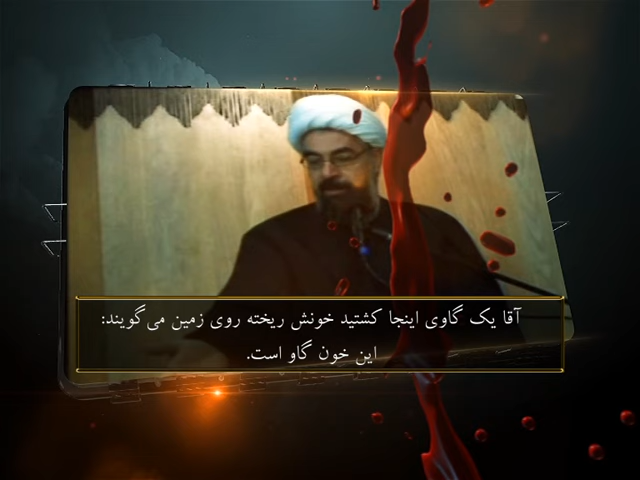 آقا یک گاوی اینجا کشتید خونش ریخته روی زمین می‌گویند:
این خون گاو است.